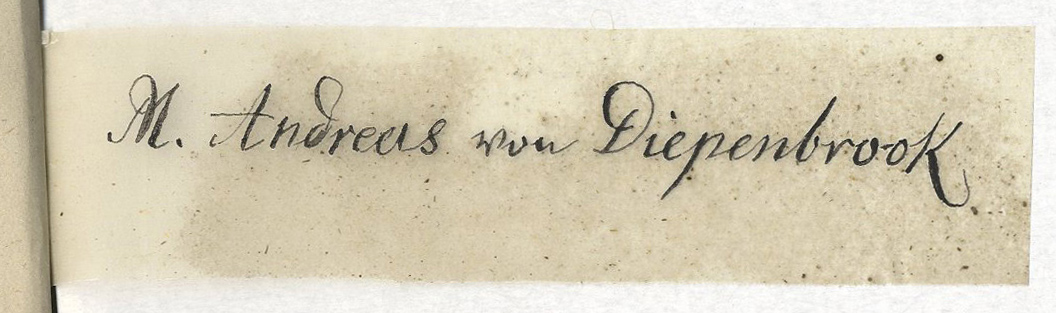 M. Andreas von Diepenbrook